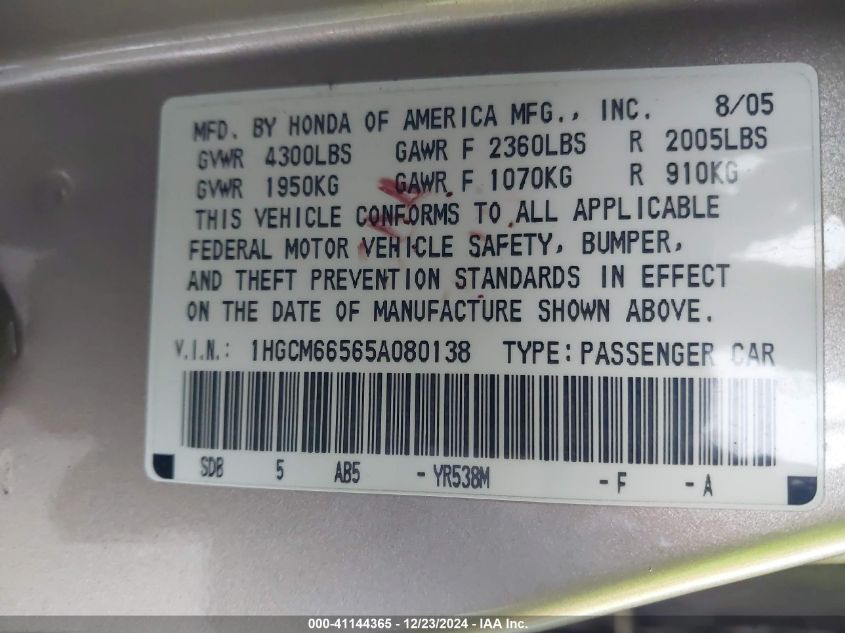 MFD. BY HONDA OF AMERICA MFG., INC. 8/05
GVWR 4300LBS GAWR F 2360LBS R 2005LBS
GVWR 1950KG GAWR F 1070KG R 910KG
THIS VEHICLE CONFORMS TO ALL APPLICABLE
FEDERAL MOTOR VEHICLE SAFETY, BUMPER,
AND THEFT PREVENTION STANDARDS IN EFFECT
ON THE DATE OF MANUFACTURE SHOWN ABOVE.
V.I.N.: 1HGCM66565A080138 TYPE: PASSENGER CAR
SDB 5 AB5 - YR538M - F - A
000-41144365 - 12/23/2024 - IAA Inc.